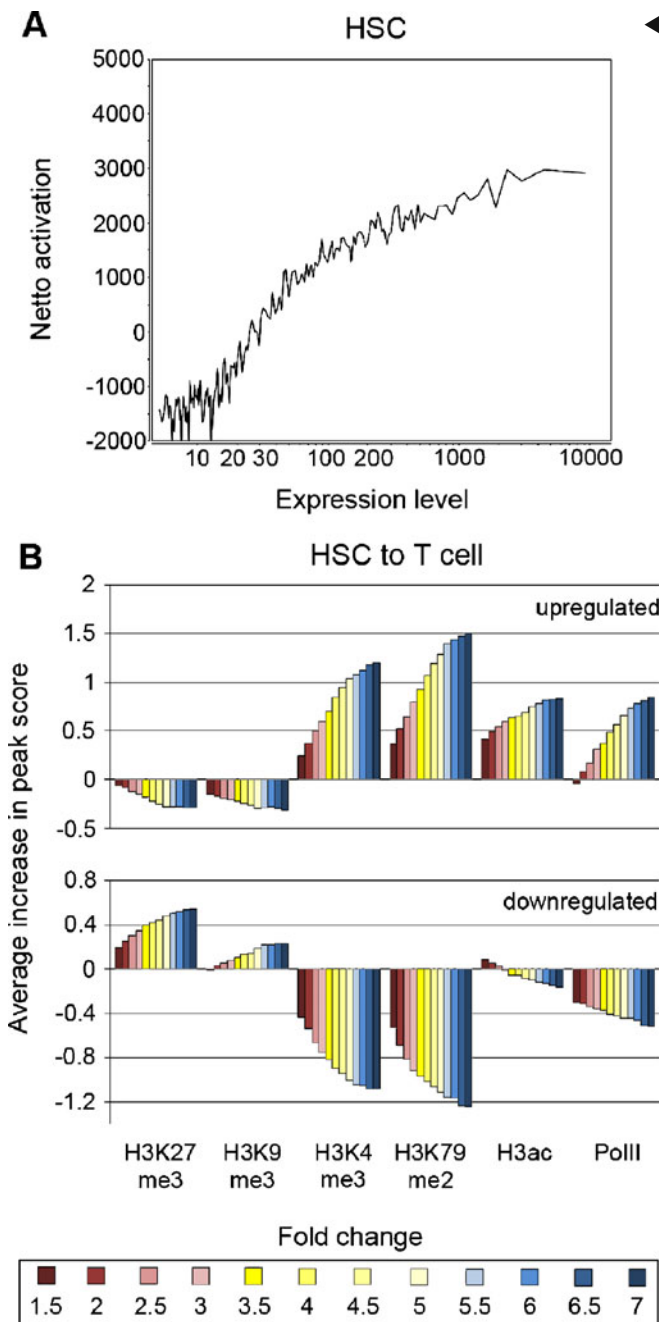 A
HSC
5000
4000
3000
2000
1000
0
-1000
-2000
Netto activation
10 20 30 100 200 1000 10000
Expression level
B
HSC to T cell
2
1.5
1
0.5
0
-0.5
upregulated
Average increase in peak score
0.8
0.4
0
-0.4
-0.8
-1.2
downregulated
H3K27 H3K9 H3K4 H3K79 H3ac PolII
me3 me3 me3 me2
Fold change
1.5 2 2.5 3 3.5 4 4.5 5 5.5 6 6.5 7